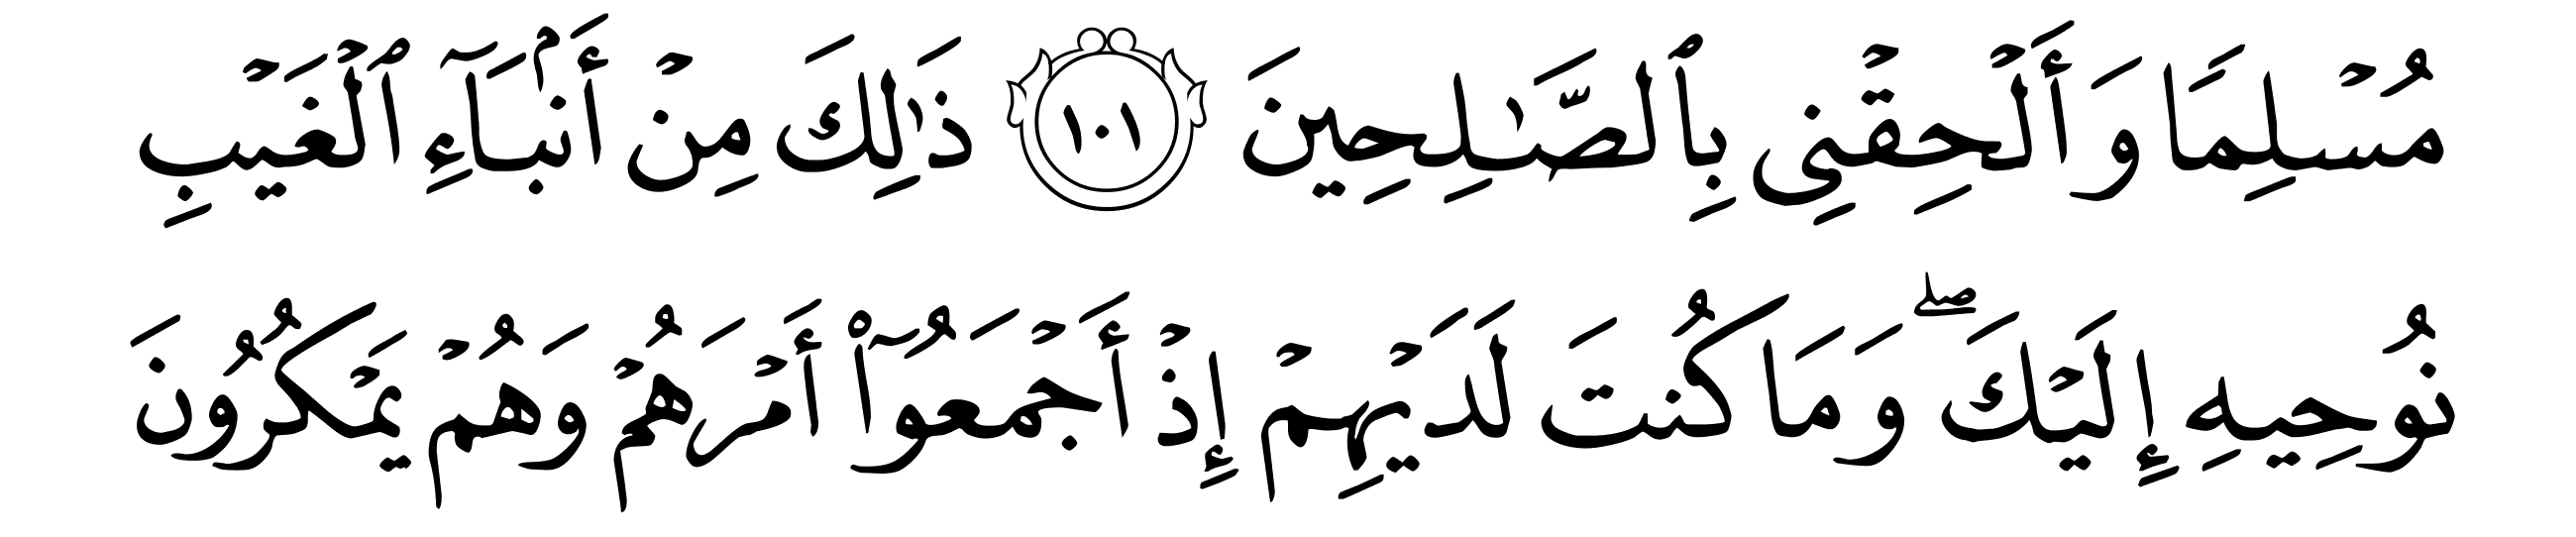 مُسْلِمًا وَأَلْحِقْنِى بِٱلصَّـٰلِحِينَ ١٠١ ذَٰلِكَ مِنْ أَنۢبَآءِ ٱلْغَيْبِ
نُوحِيهِ إِلَيْكَ ۖ وَمَا كُنتَ لَدَيْهِمْ إِذْ أَجْمَعُوٓا۟ أَمْرَهُمْ وَهُمْ يَمْكُرُونَ